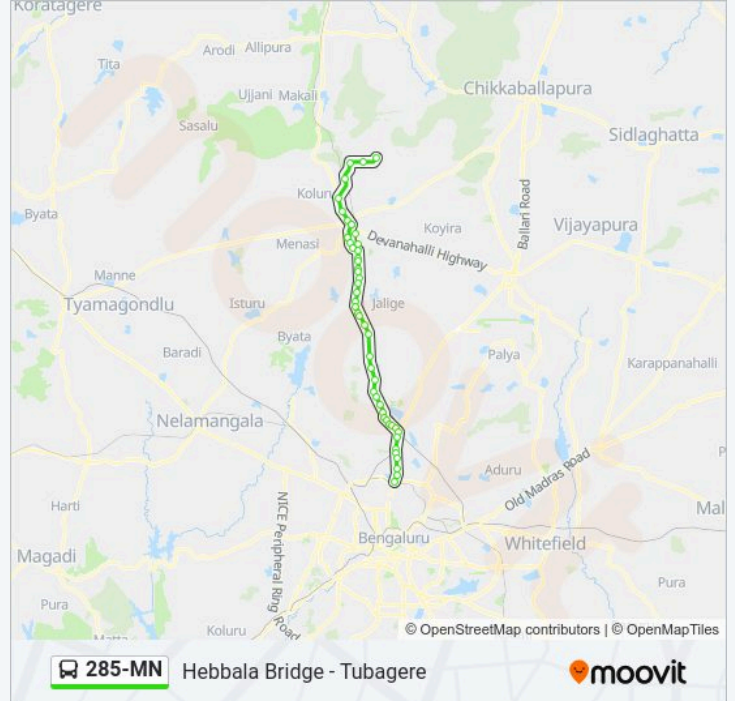 Koratagere
Arodi
Allipura
Tita
Ujjani
Makali
Chikkaballapura
Sasalu
Sidlaghatta
Kolur
Byata
Koyira
Ballari Road
Vijayapura
Menasi
Devanahalli Highway
Manne
Tyamagondlu
Isturu
Jalige
Byata
Baradi
Palya
Karappanahalli
Nelamangala
Aduru
Old Madras Road
Harti
NICE Peripheral Ring Road
Mal
Bengaluru
Whitefield
Magadi
Pura
Pura
Koluru
© OpenStreetMap contributors | © OpenMapTiles
285-MN
Hebbala Bridge - Tubagere
moovit